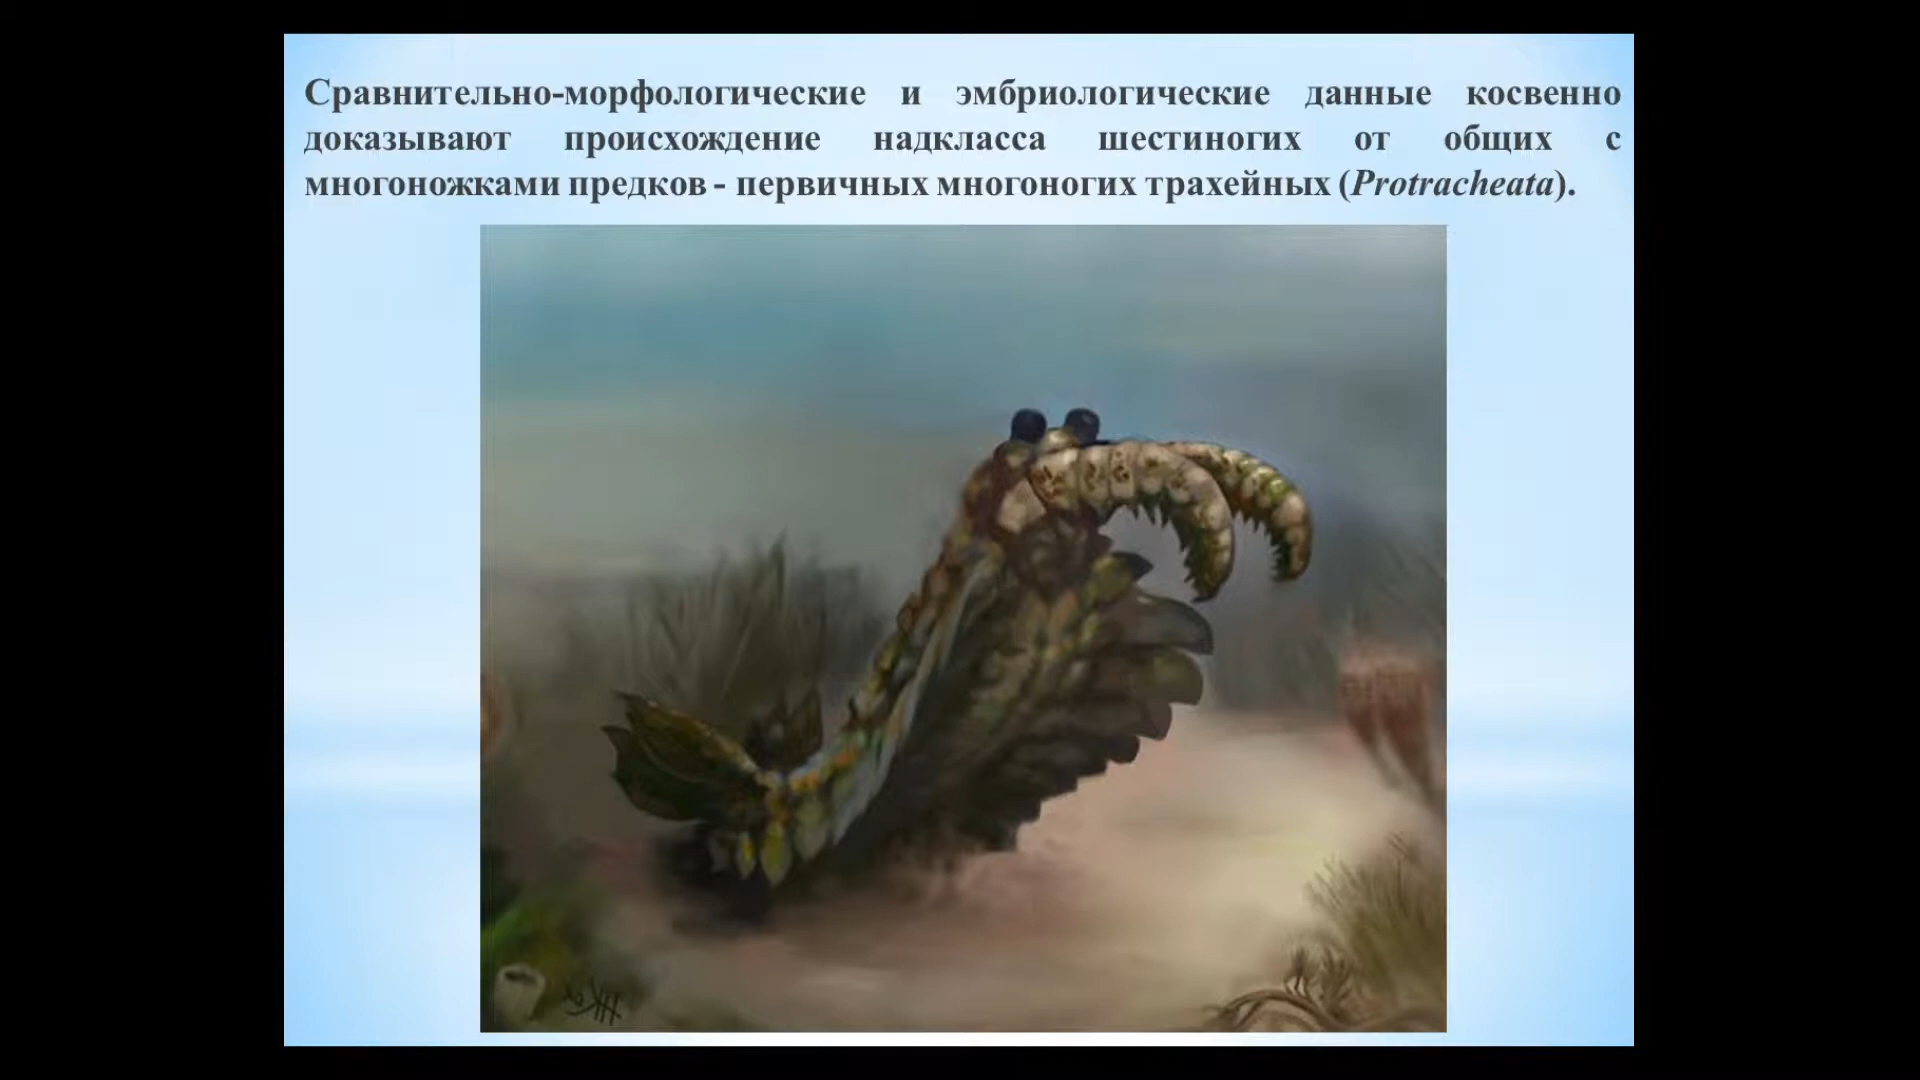 Сравнительно-морфологические и эмбриологические данные косвенно
доказывают происхождение надкласса шестиногих от общих с
многоножками предков - первичных многоногих трахейных (Protracheata).